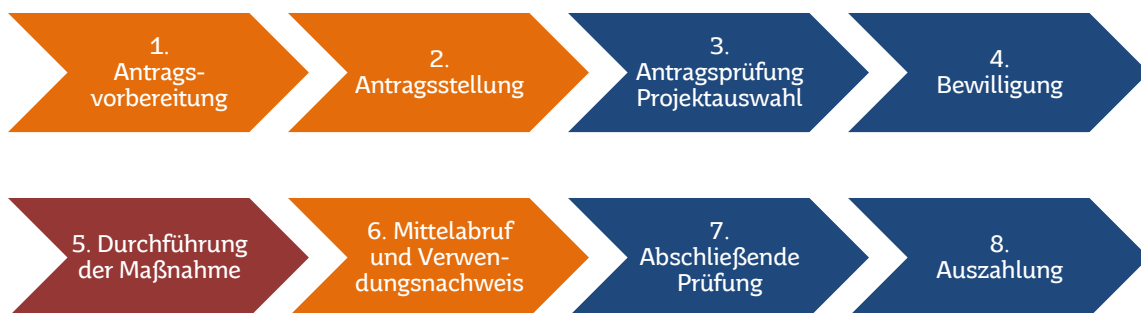 1.
Antrags-
vorbereitung
2.
Antragsstellung
3.
Antragsprüfung
Projektauswahl
4.
Bewilligung
5. Durchführung
der Maßnahme
6. Mittelabruf
und Verwen-
dungsnachweis
7.
Abschließende
Prüfung
8.
Auszahlung